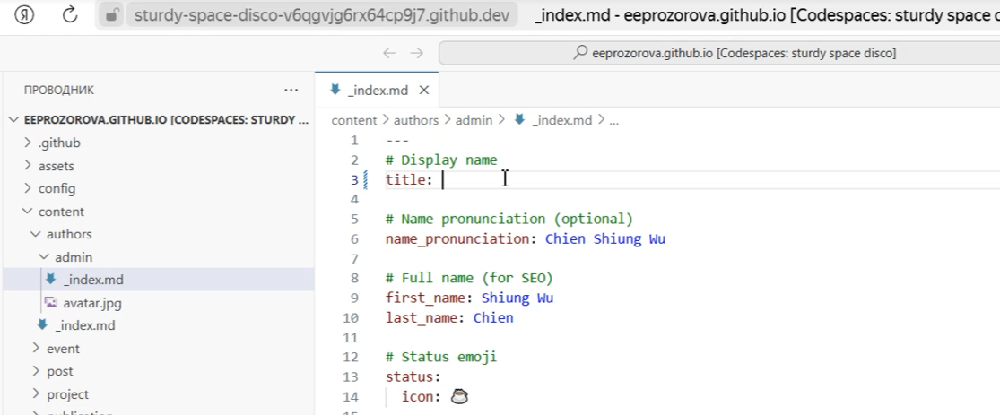 sturdy-space-disco-v6qgvjg6rx64cp9j7.github.dev _index.md - eeprozorova.github.io [Codespaces: sturdy space
eeprozorova.github.io [Codespaces: sturdy space disco]
ПРОВОДНИК ...
EEPROZOROVA.GITHUB.IO [CODESPACES: STURDY ...
.github
assets
config
content
authors
admin
_index.md
avatar.jpg
_index.md
event
post
project
publication
_index.md
content > authors > admin > _index.md > ...
1 ---
2 # Display name
3 title:
4
5 # Name pronunciation (optional)
6 name_pronunciation: Chien Shiung Wu
7
8 # Full name (for SEO)
9 first_name: Shiung Wu
10 last_name: Chien
11
12 # Status emoji
13 status:
14 icon: ☕